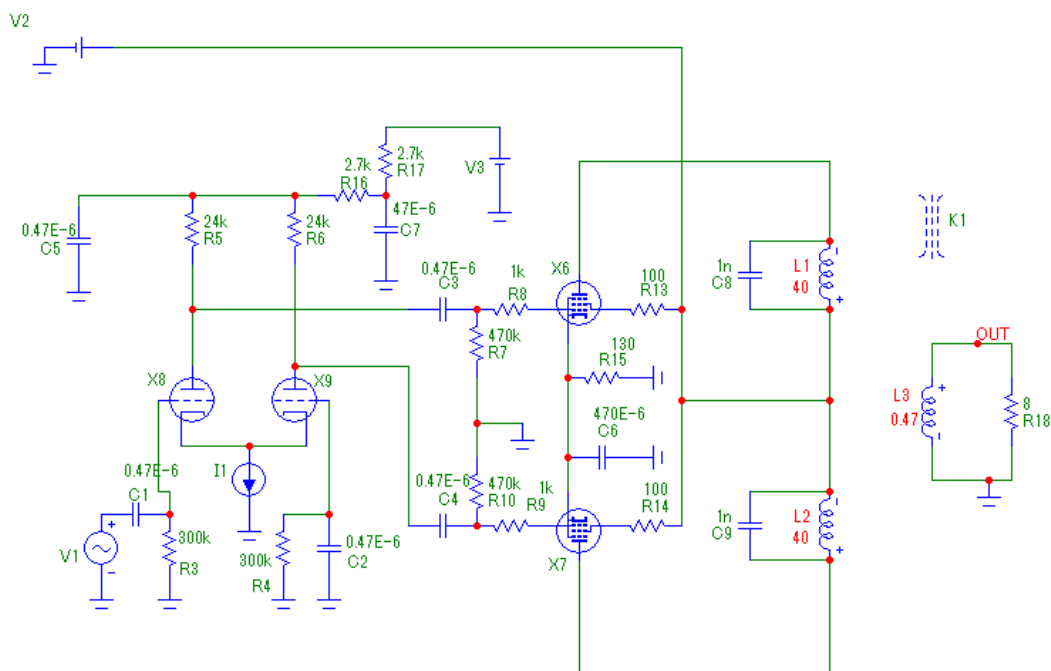 V2
2.7k
R17
V3
2.7k
R16
0.47E-6
C5
24k
R5
24k
R6
47E-6
C7
K1
0.47E-6
C3
1k
R8
X6
100
R13
1n
C8
L1
40
470k
R7
130
R15
OUT
X8
X9
L3
0.47
8
R18
470E-6
C6
0.47E-6
C1
I1
0.47E-6
C4
470k
R10
1k
R9
100
R14
1n
C9
L2
40
V1
300k
R3
300k
R4
0.47E-6
C2
X7